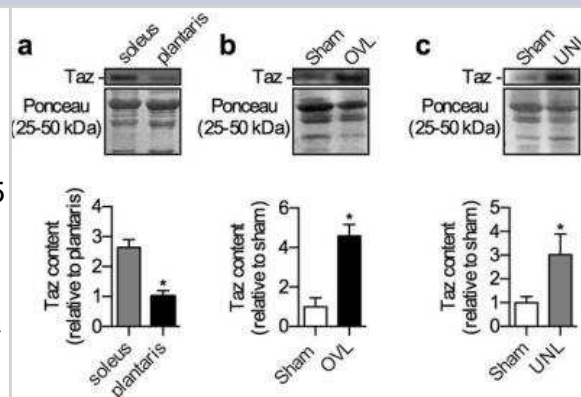 a
soleus
plantaris
Taz -
Ponceau
(25-50 kDa)
Taz content
(relative to plantaris)
4
3
2
1
0
soleus
plantaris
*
b
Sham
OVL
Taz -
Ponceau
(25-50 kDa)
Taz content
(relative to sham)
6
4
2
0
Sham
OVL
*
c
Sham
UNL
Taz -
Ponceau
(25-50 kDa)
Taz content
(relative to sham)
5
4
3
2
1
0
Sham
UNL
*
5